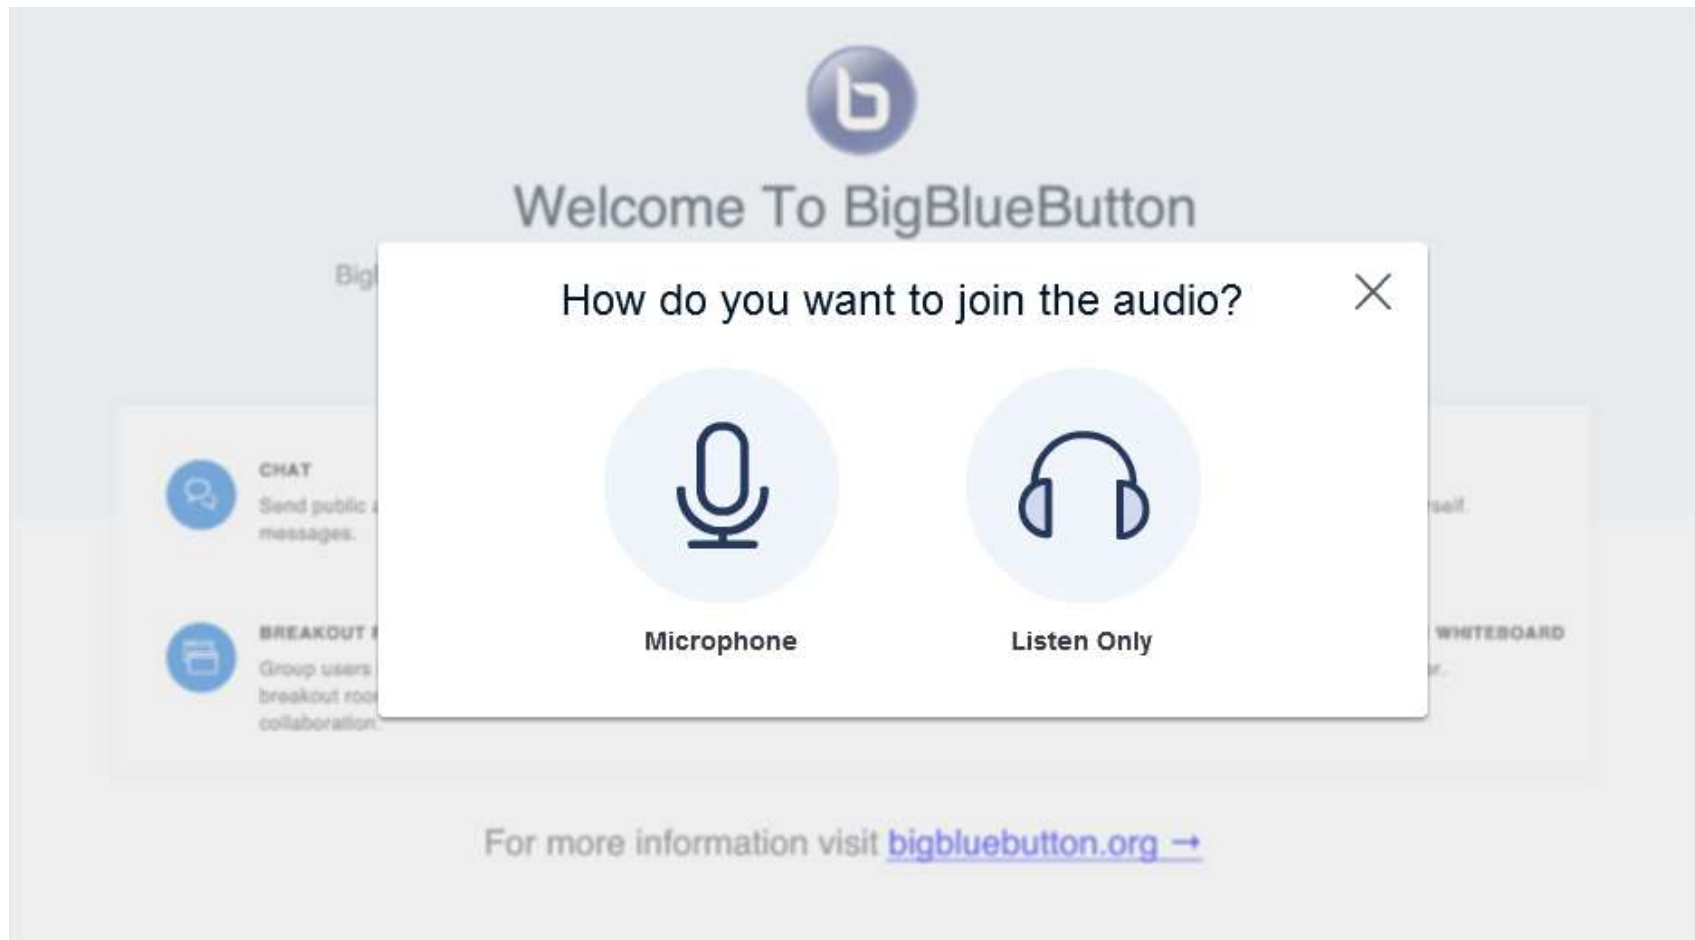 Welcome To BigBlueButton
How do you want to join the audio?
Microphone
Listen Only
CHAT
Send public
messages.
BREAKOUT
Group users
breakout
collaboration.
WHITEBOARD
For more information visit bigbluebutton.org →